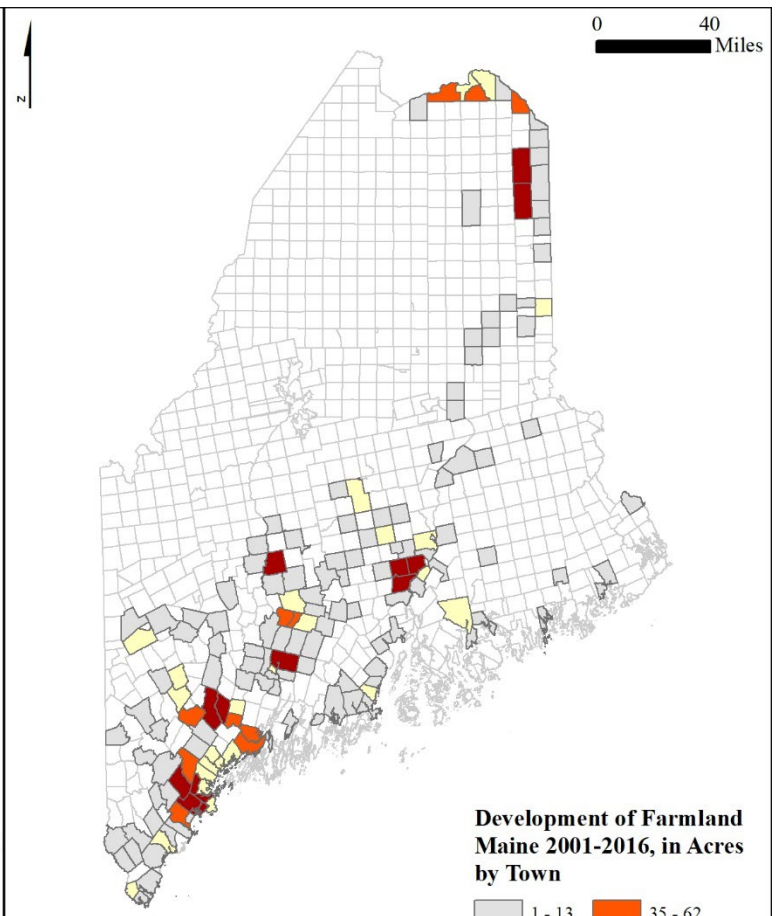 0 40
Miles
N
Development of Farmland
Maine 2001-2016, in Acres
by Town
1 - 13 35 - 62